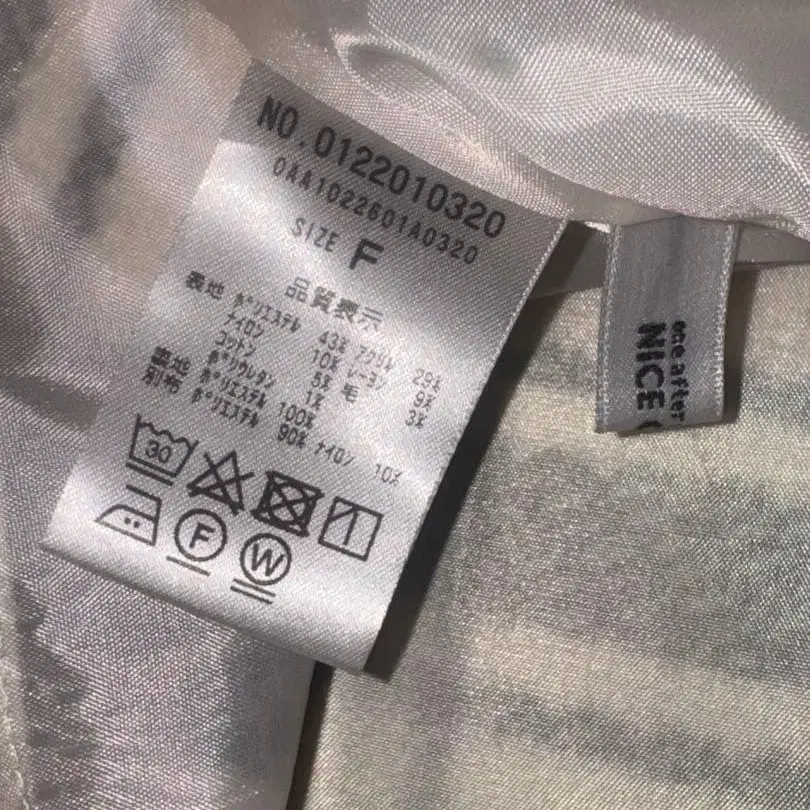 NO.0122010320
04A1022601A0320
SIZE F
品質表示
表地 ﾎﾟﾘｴｽﾃﾙ 43% ｱｸﾘﾙ 29%
ﾅｲﾛﾝ 10% ﾚｰﾖﾝ 9%
ｺｯﾄﾝ 5% 毛 3%
ﾎﾟﾘｳﾚﾀﾝ 1%
裏地 ﾎﾟﾘｴｽﾃﾙ 100%
別布 ﾎﾟﾘｴｽﾃﾙ 90% ﾅｲﾛﾝ 10%
30
F
W
one after
NICE